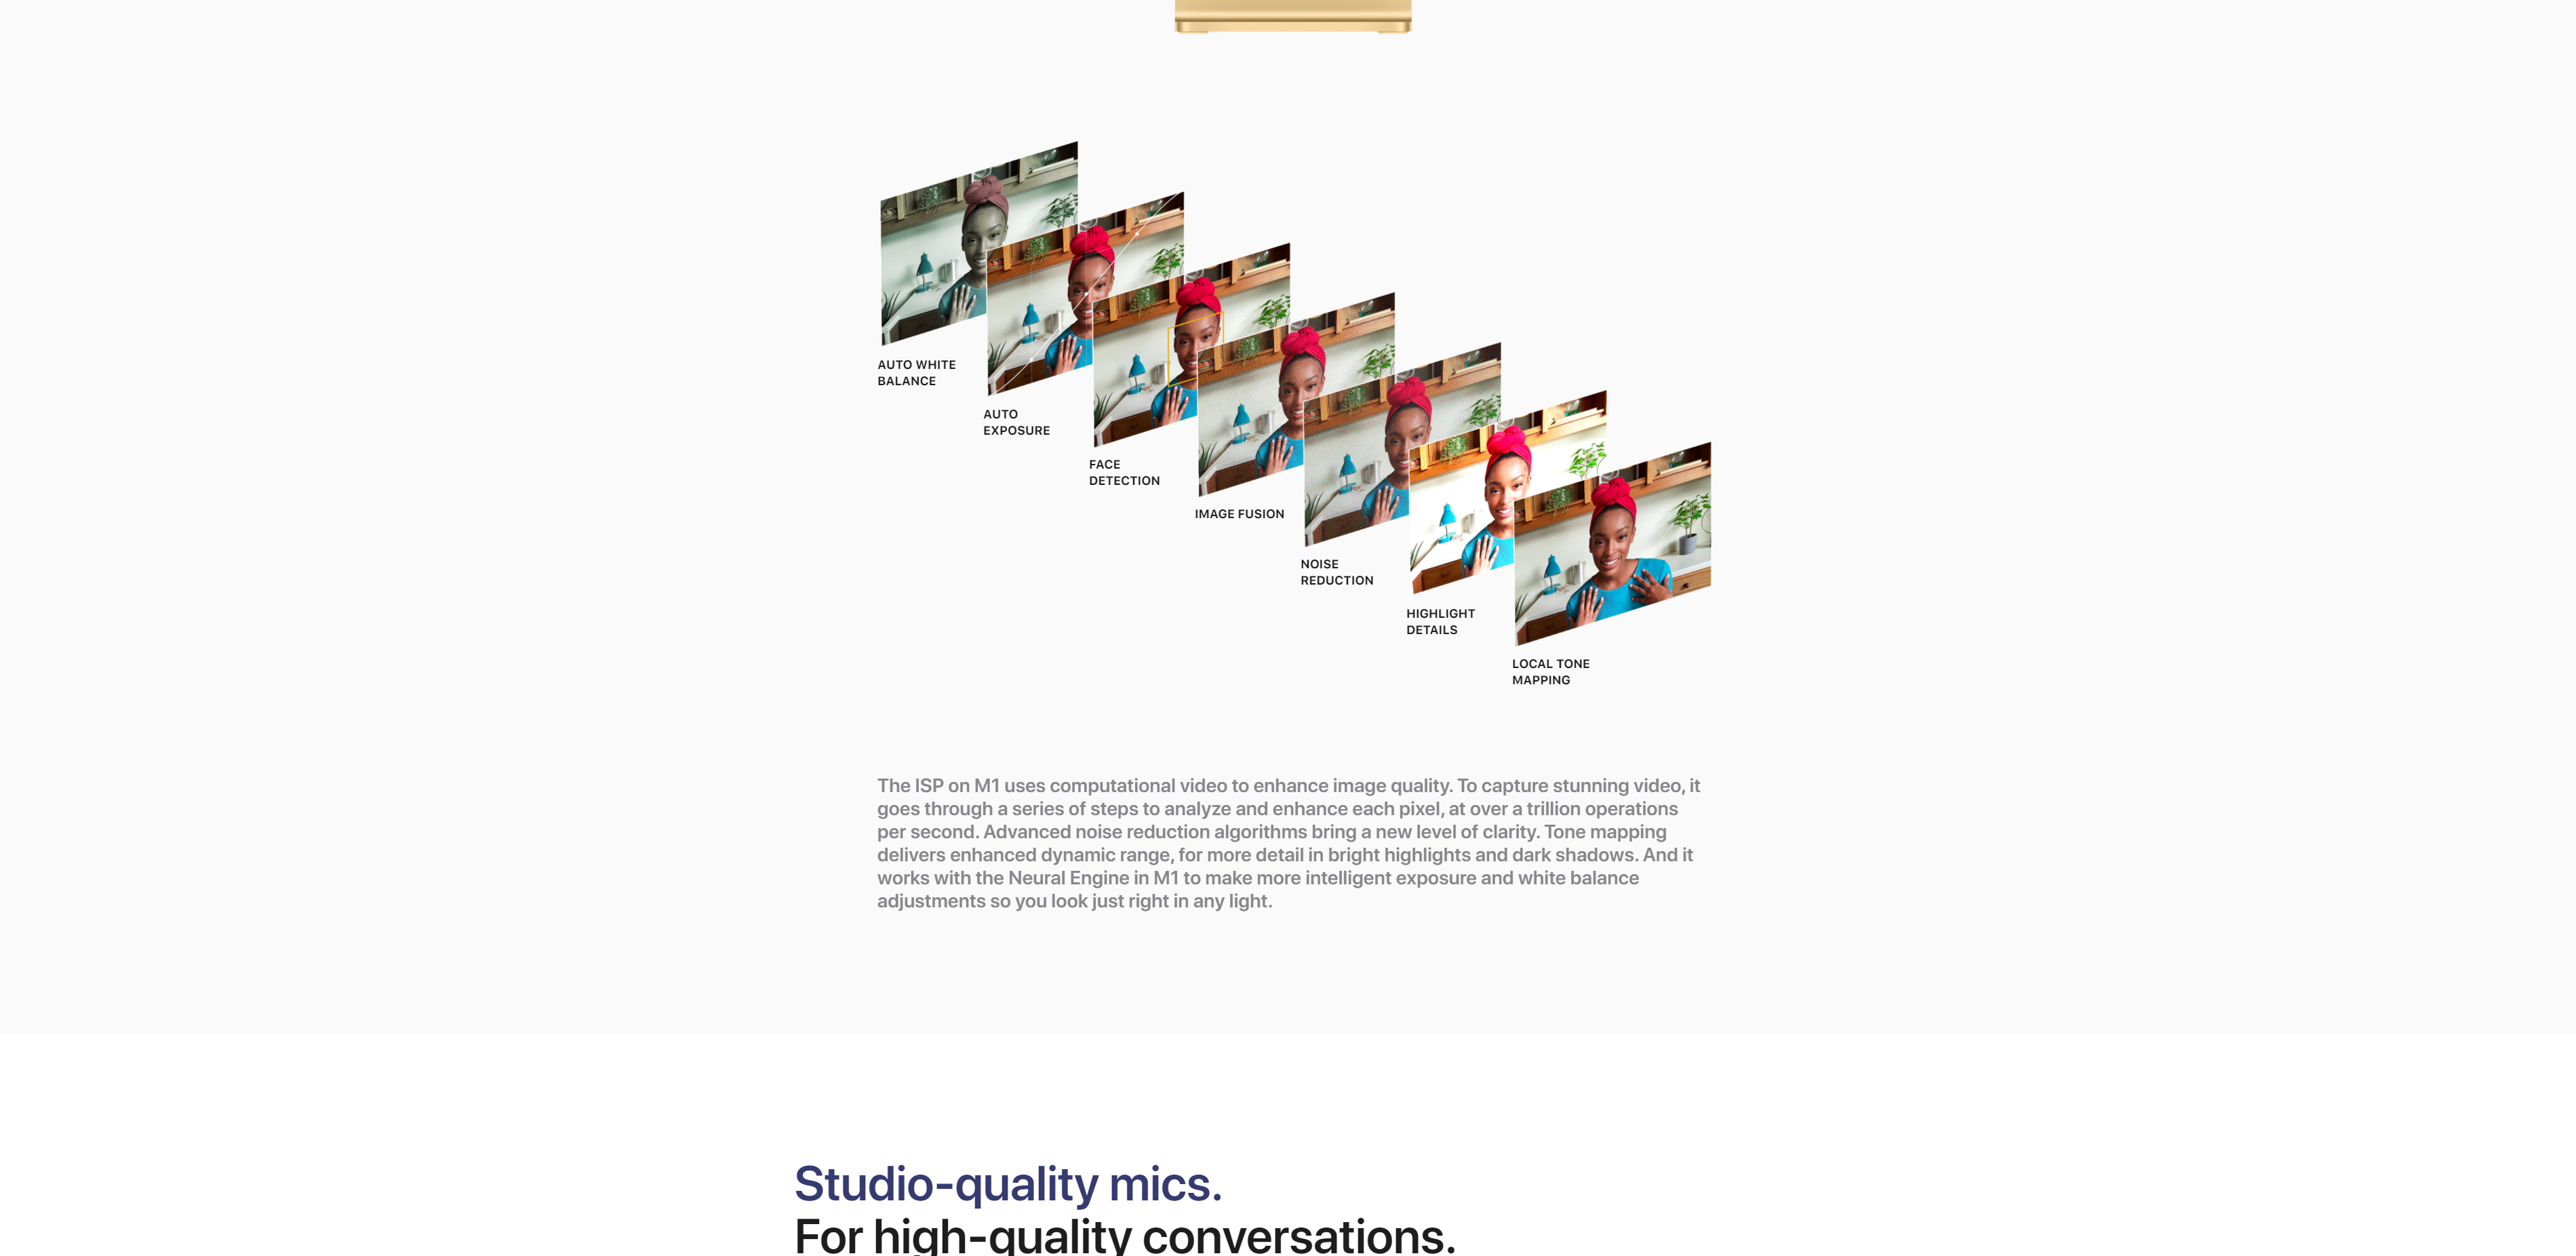 AUTO WHITE
BALANCE
AUTO
EXPOSURE
FACE
DETECTION
IMAGE FUSION
NOISE
REDUCTION
HIGHLIGHT
DETAILS
LOCAL TONE
MAPPING
The ISP on M1 uses computational video to enhance image quality. To capture stunning video, it
goes through a series of steps to analyze and enhance each pixel, at over a trillion operations
per second. Advanced noise reduction algorithms bring a new level of clarity. Tone mapping
delivers enhanced dynamic range, for more detail in bright highlights and dark shadows. And it
works with the Neural Engine in M1 to make more intelligent exposure and white balance
adjustments so you look just right in any light.
Studio-quality mics.
For high-quality conversations.